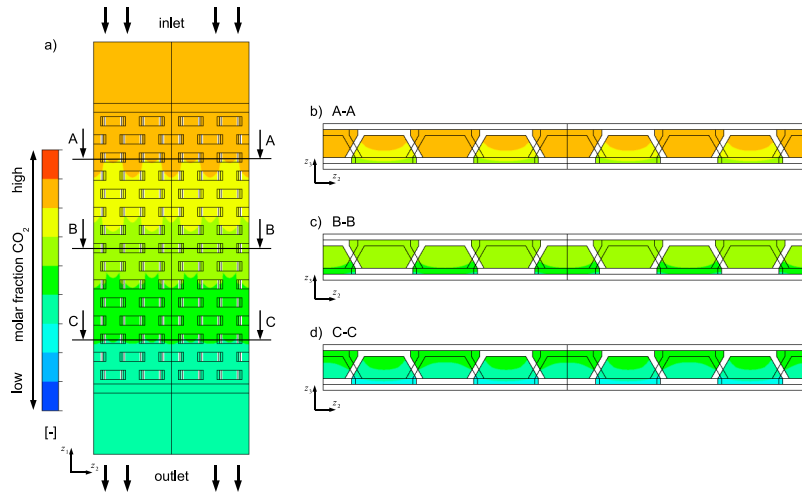 inlet
a)
A A
B B
C C
high
molar fraction CO2
low
[-]
z1
z2
outlet
b) A-A
z3
z2
c) B-B
z3
z2
d) C-C
z3
z2